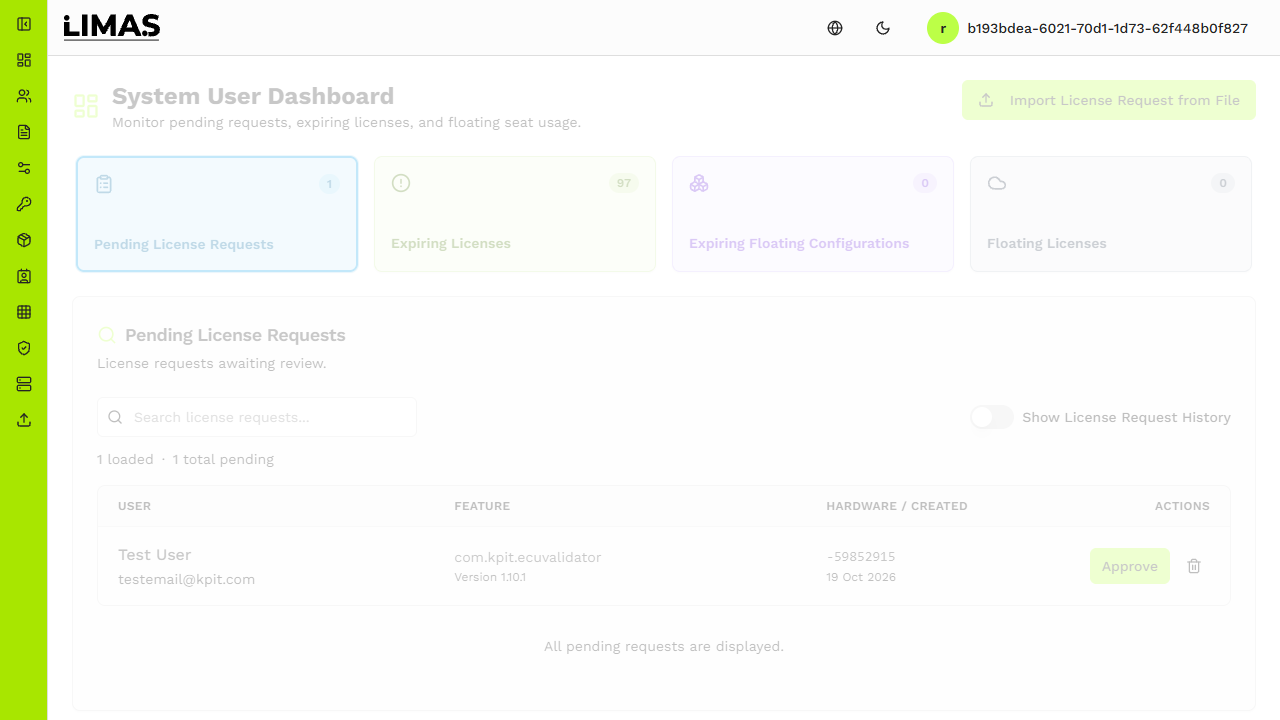 LIMAS
r
b193bdea-6021-70d1-1d73-62f448b0f827
System User Dashboard
Monitor pending requests, expiring licenses, and floating seat usage.
Import License Request from File
1
Pending License Requests
97
Expiring Licenses
0
Expiring Floating Configurations
0
Floating Licenses
Pending License Requests
License requests awaiting review.
Search license requests...
Show License Request History
1 loaded · 1 total pending
USER FEATURE HARDWARE / CREATED ACTIONS
Test User com.kpit.ecuvalidator -59852915 Approve
testemail@kpit.com Version 1.10.1 19 Oct 2026
All pending requests are displayed.